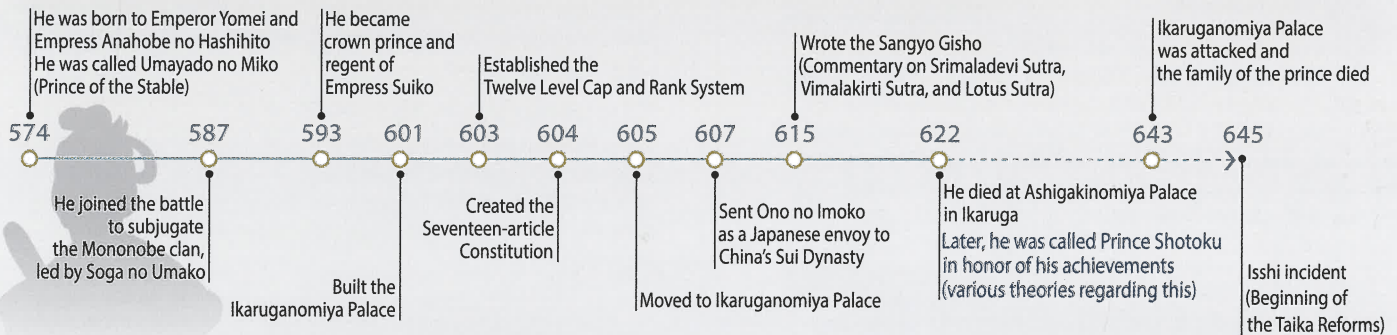 He was born to Emperor Yomei and
Empress Anahobe no Hashihito
He was called Umayado no Miko
(Prince of the Stable)
He became
crown prince and
regent of
Empress Suiko
Established the
Twelve Level Cap and Rank System
Wrote the Sangyo Gisho
(Commentary on Srimaladevi Sutra,
Vimalakirti Sutra, and Lotus Sutra)
Ikaruganomiya Palace
was attacked and
the family of the prince died
574 587 593 601 603 604 605 607 615 622 643 645
He joined the battle
to subjugate
the Mononobe clan,
led by Soga no Umako
Built the
Ikaruganomiya Palace
Created the
Seventeen-article
Constitution
Moved to Ikaruganomiya Palace
Sent Ono no Imoko
as a Japanese envoy to
China's Sui Dynasty
He died at Ashigakinomiya Palace
in Ikaruga
Later, he was called Prince Shotoku
in honor of his achievements
(various theories regarding this)
Isshi incident
(Beginning of
the Taika Reforms)